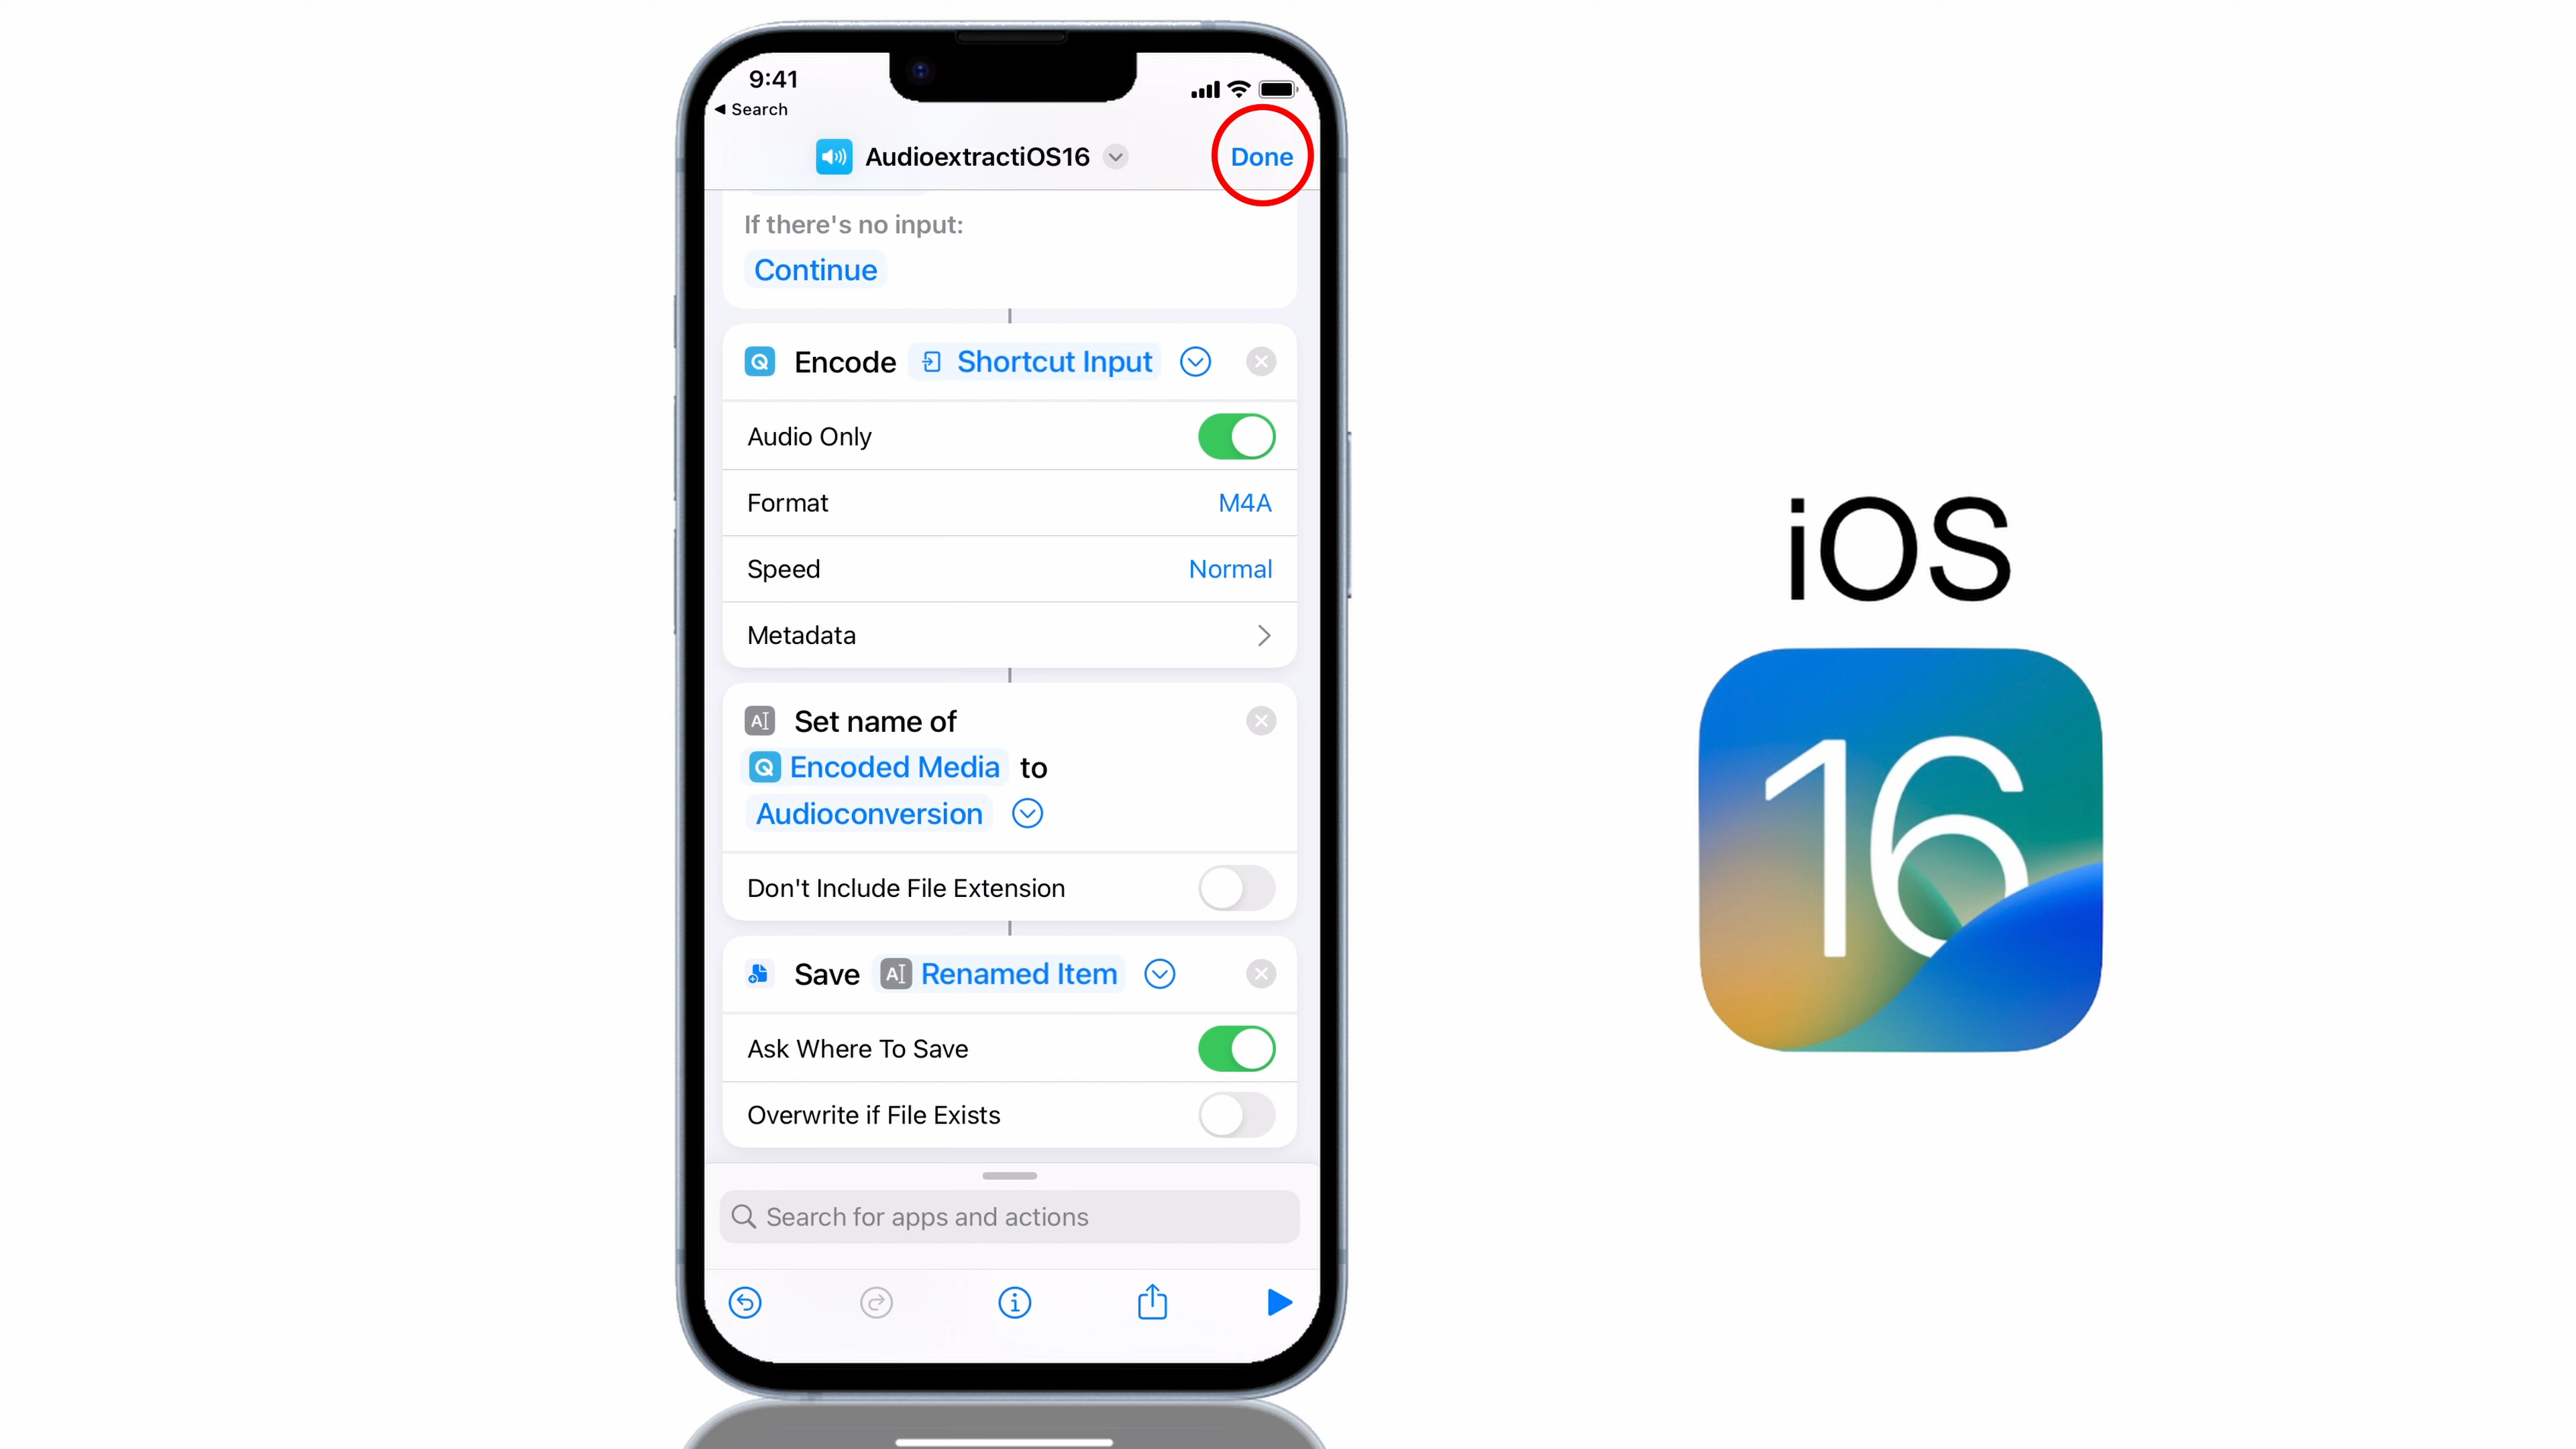 9:41
Search
AudioextractiOS16
Done
If there's no input:
Continue
Encode Shortcut Input
Audio Only
Format M4A
Speed Normal
Metadata
Set name of
Encoded Media to
Audioconversion
Don't Include File Extension
Save Renamed Item
Ask Where To Save
Overwrite if File Exists
Search for apps and actions
iOS
16